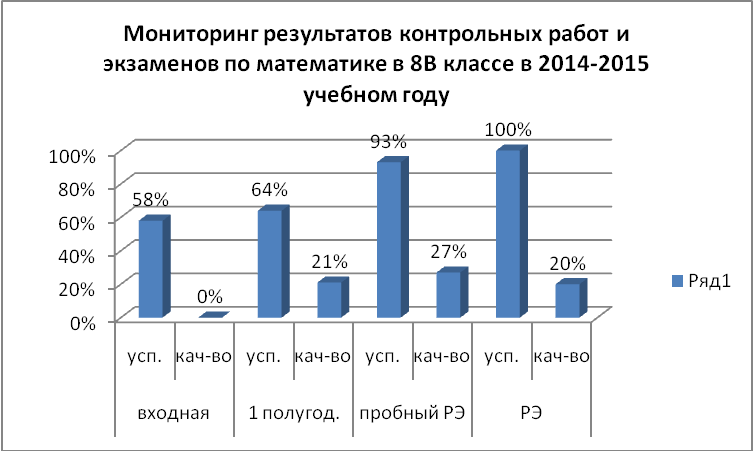 Мониторинг результатов контрольных работ и
экзаменов по математике в 8В классе в 2014-2015
учебном году
100%
80%
60%
40%
20%
0%
58%
0%
64%
21%
93%
27%
100%
20%
усп. кач-во усп. кач-во усп. кач-во усп. кач-во
входная 1 полугод. пробный РЭ РЭ
Ряд1